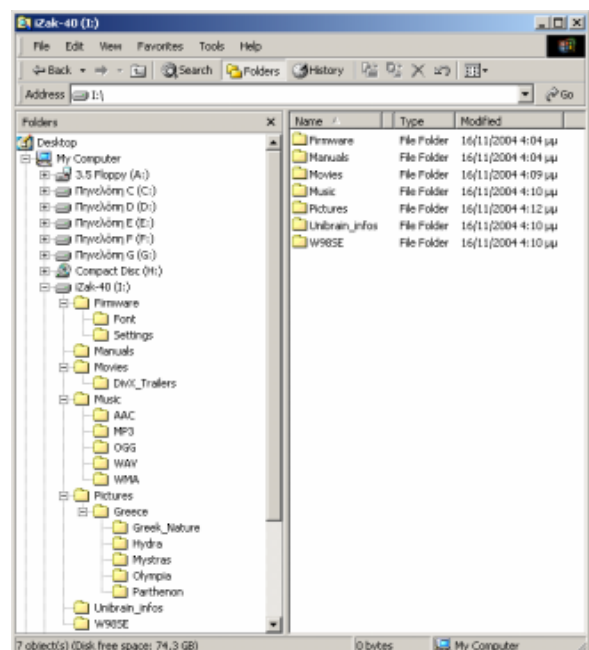 iZak-40 (I:)
File Edit View Favorites Tools Help
Back Search Folders History
Address I:\ Go
Folders
Desktop
My Computer
3.5 Floppy (A:)
Πηνελόπη C (C:)
Πηνελόπη D (D:)
Πηνελόπη E (E:)
Πηνελόπη F (F:)
Πηνελόπη G (G:)
Compact Disc (H:)
iZak-40 (I:)
Firmware
Font
Settings
Manuals
Movies
DivX_Trailers
Music
AAC
MP3
OGG
WAV
WMA
Pictures
Greece
Greek_Nature
Hydra
Mystras
Olympia
Parthenon
Unibrain_infos
W98SE
Name Type Modified
Firmware File Folder 16/11/2004 4:04 μμ
Manuals File Folder 16/11/2004 4:04 μμ
Movies File Folder 16/11/2004 4:09 μμ
Music File Folder 16/11/2004 4:10 μμ
Pictures File Folder 16/11/2004 4:12 μμ
Unibrain_infos File Folder 16/11/2004 4:10 μμ
W98SE File Folder 16/11/2004 4:10 μμ
7 object(s) (Disk free space: 74,3 GB) 0 bytes My Computer